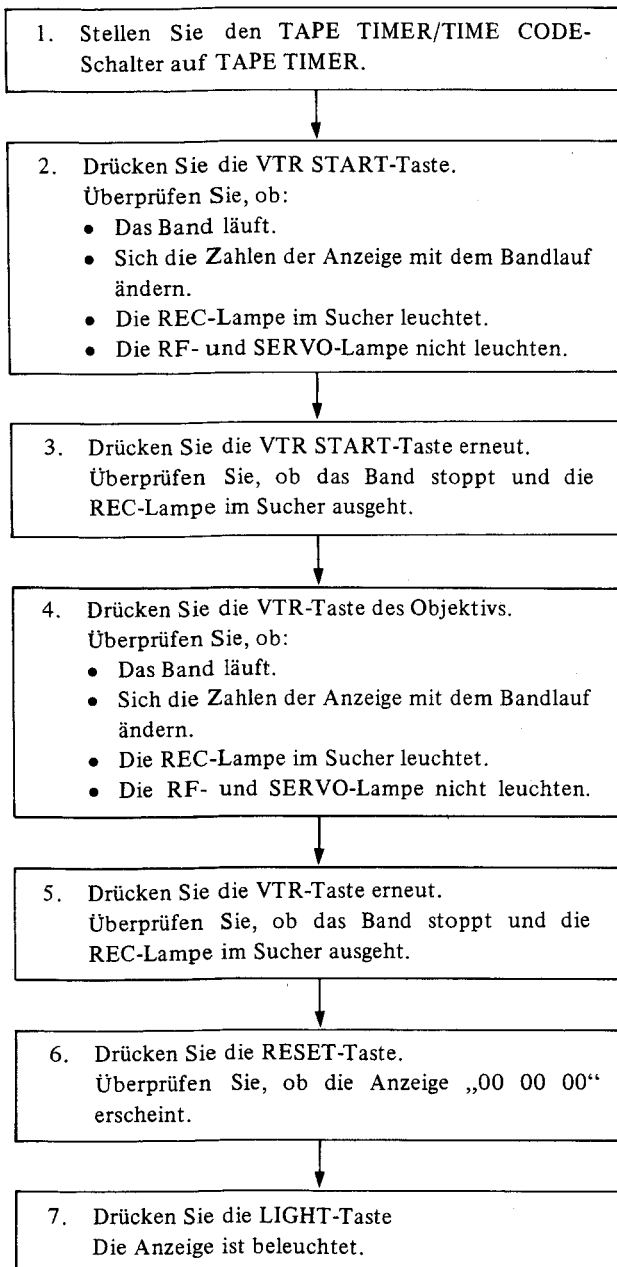 1. Stellen Sie den TAPE TIMER/TIME CODE-
Schalter auf TAPE TIMER.
2. Drücken Sie die VTR START-Taste.
Überprüfen Sie, ob:
• Das Band läuft.
• Sich die Zahlen der Anzeige mit dem Bandlauf
ändern.
• Die REC-Lampe im Sucher leuchtet.
• Die RF- und SERVO-Lampe nicht leuchten.
3. Drücken Sie die VTR START-Taste erneut.
Überprüfen Sie, ob das Band stoppt und die
REC-Lampe im Sucher ausgeht.
4. Drücken Sie die VTR-Taste des Objektivs.
Überprüfen Sie, ob:
• Das Band läuft.
• Sich die Zahlen der Anzeige mit dem Bandlauf
ändern.
• Die REC-Lampe im Sucher leuchtet.
• Die RF- und SERVO-Lampe nicht leuchten.
5. Drücken Sie die VTR-Taste erneut.
Überprüfen Sie, ob das Band stoppt und die
REC-Lampe im Sucher ausgeht.
6. Drücken Sie die RESET-Taste.
Überprüfen Sie, ob die Anzeige „00 00 00“
erscheint.
7. Drücken Sie die LIGHT-Taste
Die Anzeige ist beleuchtet.